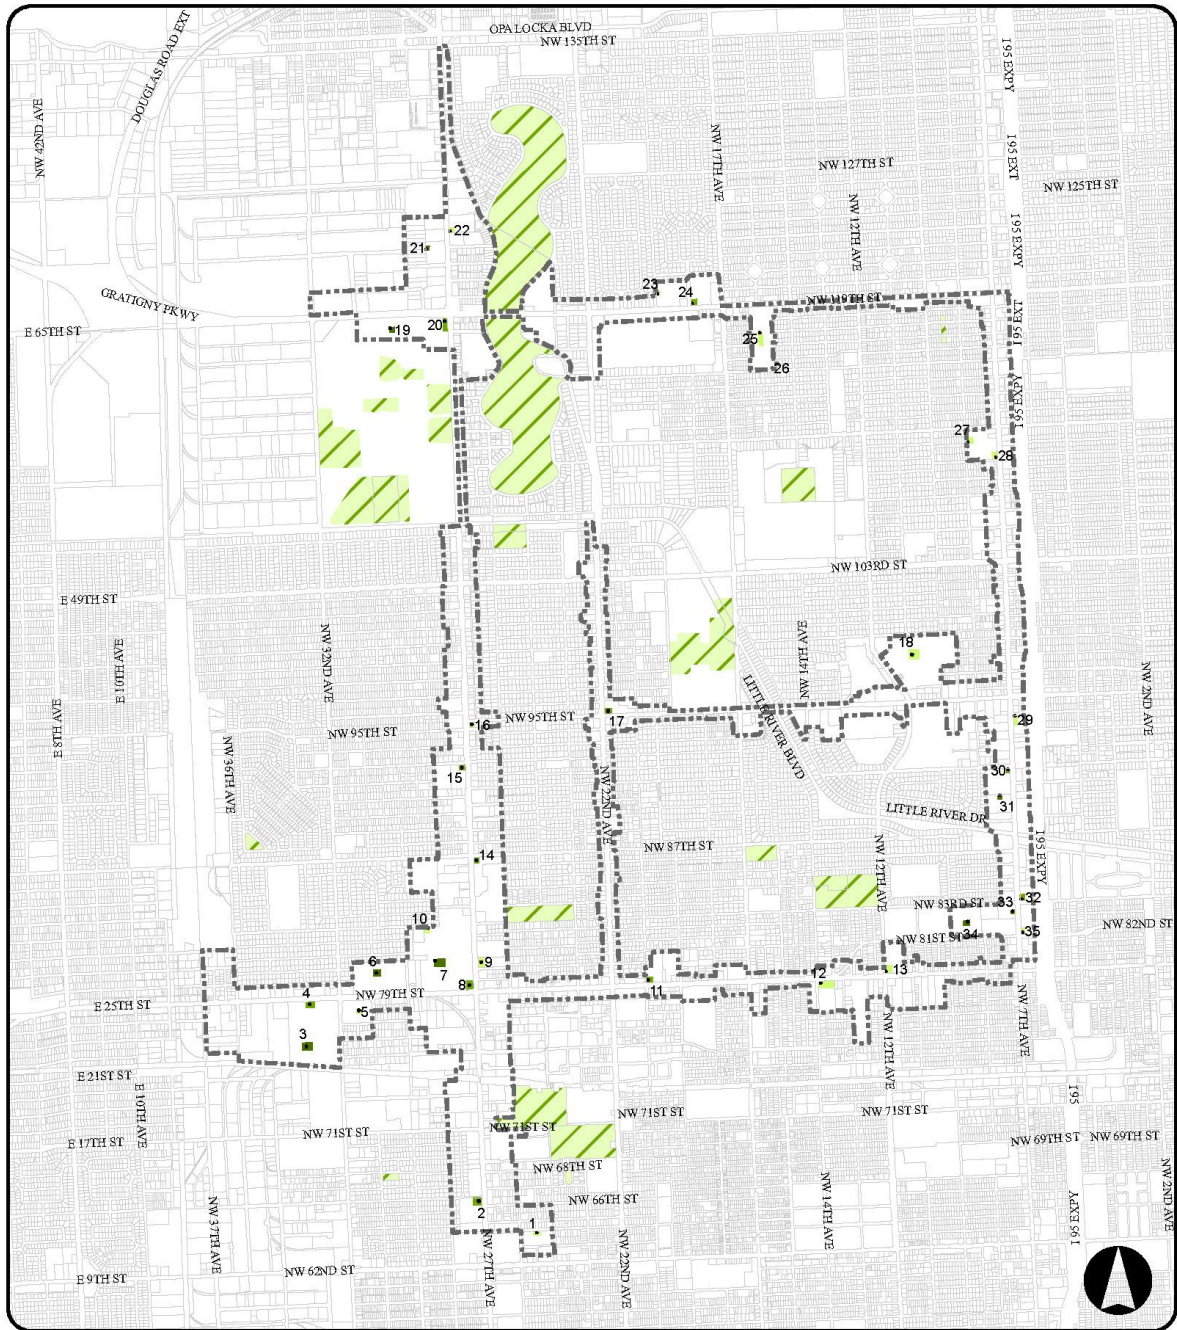 OPA LOCKA BLVD
NW 135TH ST
DOUGLAS ROAD EXT
I 95 EXPY
NW 42ND AVE
NW 17TH AVE
I 95 EXT
NW 127TH ST
NW 125TH ST
NW 12TH AVE
I 95 EXPY
22
21
23
24
GRATIGNY PKWY
NW 119TH ST
E 65TH ST
19
20
I 95 EXT
25
26
I 95 EXPY
27
28
NW 103RD ST
E 49TH ST
E 10TH AVE
NW 32ND AVE
NW 14TH AVE
18
NW 2ND AVE
E 8TH AVE
LITTLE RIVER BLVD
16
NW 95TH ST
17
29
NW 95TH ST
NW 36TH AVE
15
30
31
NW 22ND AVE
LITTLE RIVER DR
NW 87TH ST
14
NW 12TH AVE
I 95 EXPY
32
33
NW 83RD ST
10
34
35
NW 82ND ST
NW 81ST ST
6
7
9
13
12
8
11
E 25TH ST
4
NW 79TH ST
5
NW 7TH AVE
3
NW 12TH AVE
E 21ST ST
E 10TH AVE
I 95
NW 71ST ST
NW 71ST ST
NW 71ST ST
NW 71ST ST
E 17TH ST
NW 69TH ST
NW 69TH ST
NW 68TH ST
NW 66TH ST
2
1
NW 37TH AVE
NW 27TH AVE
NW 22ND AVE
NW 14TH AVE
I 95 EXPY
NW 2ND AVE
E 9TH ST
NW 62ND ST